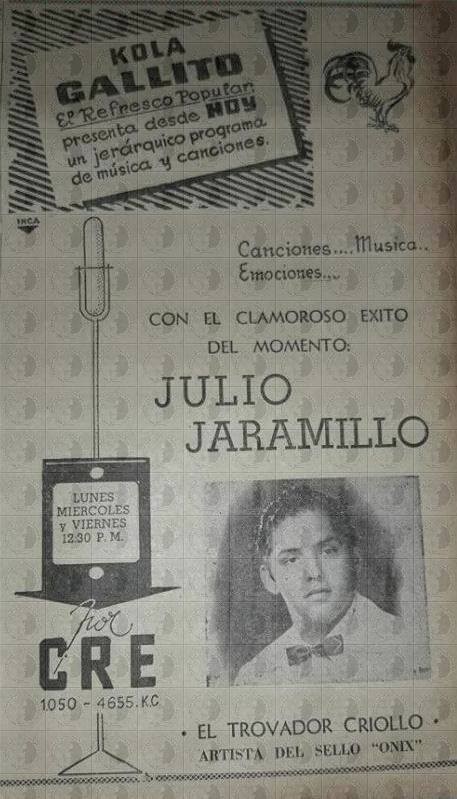 KOLA
GALLITO
El Refresco Popular
presenta desde HOY
un jerárquico programa
de música y canciones.
INCA
Canciones....Musica..
Emociones...
CON EL CLAMOROSO EXITO
DEL MOMENTO:
JULIO
JARAMILLO
LUNES
MIERCOLES
y VIERNES
12.30 P. M.
Por
CRE
1.050 - 4655. K.C
· EL TROVADOR CRIOLLO ·
ARTISTA DEL SELLO "ONIX"